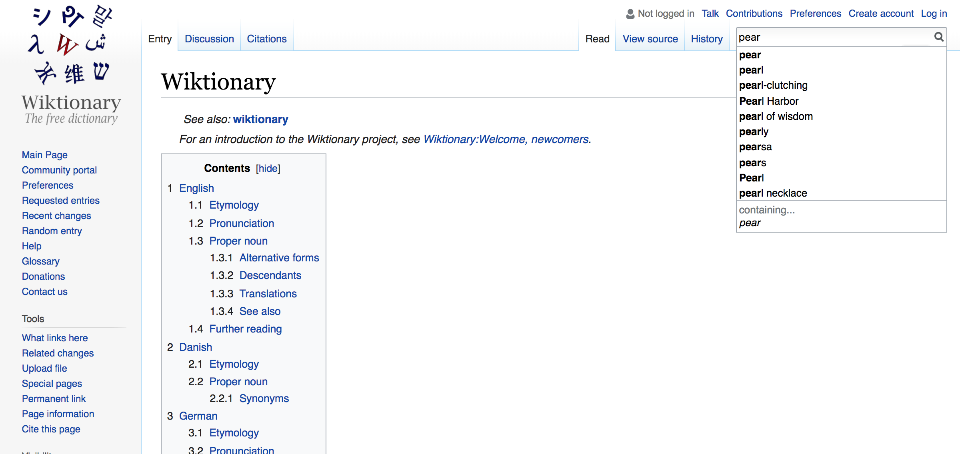 シ Ря 말
λ W ش
木 维 ש
Wiktionary
The free dictionary
Main Page
Community portal
Preferences
Requested entries
Recent changes
Random entry
Help
Glossary
Donations
Contact us
Tools
What links here
Related changes
Upload file
Special pages
Permanent link
Page information
Cite this page
Not logged in Talk Contributions Preferences Create account Log in
Entry Discussion Citations Read View source History
pear
pear
pearl
pearl-clutching
Pearl Harbor
pearl of wisdom
pearly
pearsa
pears
Pearl
pearl necklace
containing...
pear
Wiktionary
See also: wiktionary
For an introduction to the Wiktionary project, see Wiktionary:Welcome, newcomers.
Contents [hide]
1 English
1.1 Etymology
1.2 Pronunciation
1.3 Proper noun
1.3.1 Alternative forms
1.3.2 Descendants
1.3.3 Translations
1.3.4 See also
1.4 Further reading
2 Danish
2.1 Etymology
2.2 Proper noun
2.2.1 Synonyms
3 German
3.1 Etymology
3.2 Pronunciation